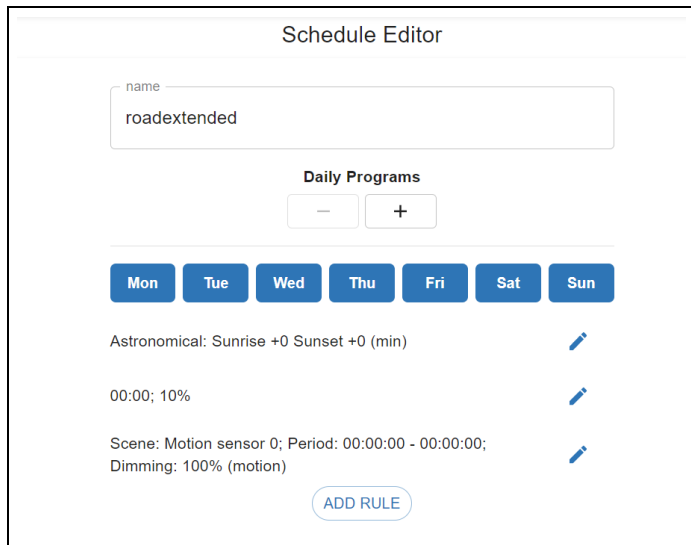 Schedule Editor
name
roadextended
Daily Programs
− +
Mon Tue Wed Thu Fri Sat Sun
Astronomical: Sunrise +0 Sunset +0 (min)
00:00; 10%
Scene: Motion sensor 0; Period: 00:00:00 - 00:00:00;
Dimming: 100% (motion)
ADD RULE